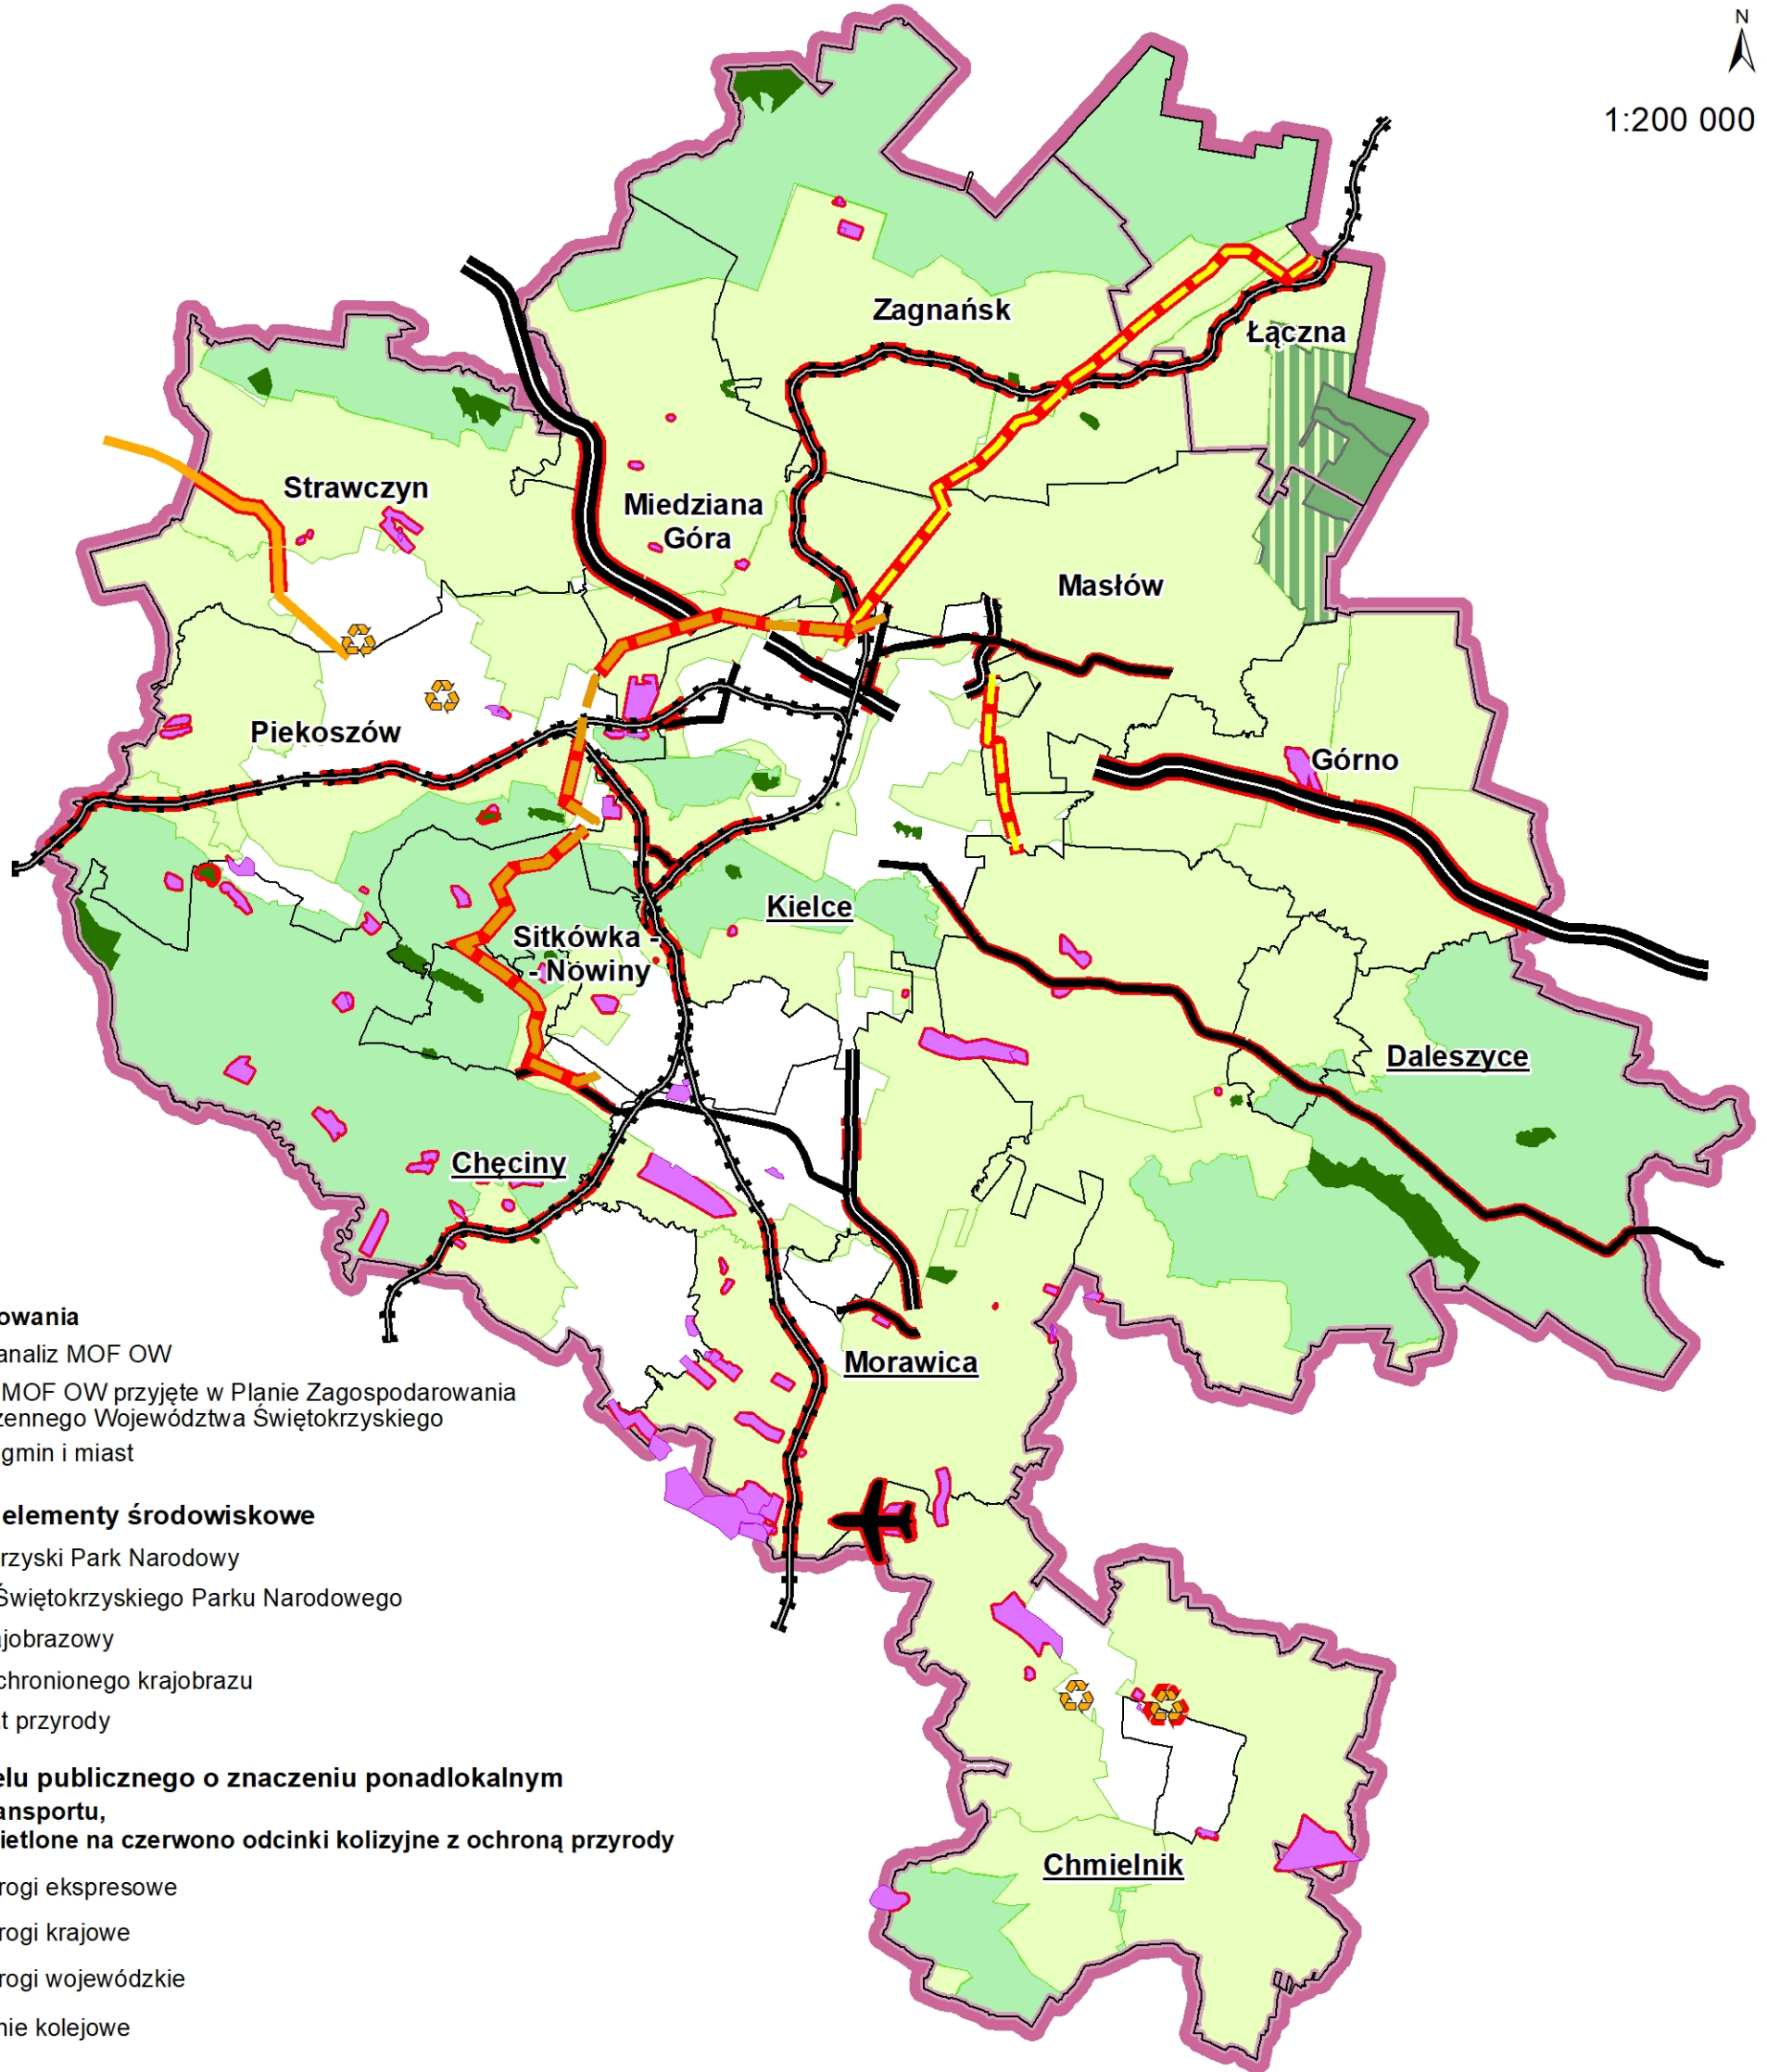 N
1:200 000
Zagnańsk
Łączna
Strawczyn
Miedziana
Góra
Masłów
Piekoszów
Górno
Kielce
Sitkówka -
- Nowiny
Daleszyce
Chęciny
Morawica
Chmielnik
owania
analiz MOF OW
MOF OW przyjęte w Planie Zagospodarowania
zennego Województwa Świętokrzyskiego
gmin i miast
elementy środowiskowe
rzyski Park Narodowy
Świętokrzyskiego Parku Narodowego
ajobrazowy
chronionego krajobrazu
t przyrody
elu publicznego o znaczeniu ponadlokalnym
ansportu,
ietlone na czerwono odcinki kolizyjne z ochroną przyrody
rogi ekspresowe
rogi krajowe
rogi wojewódzkie
nie kolejowe